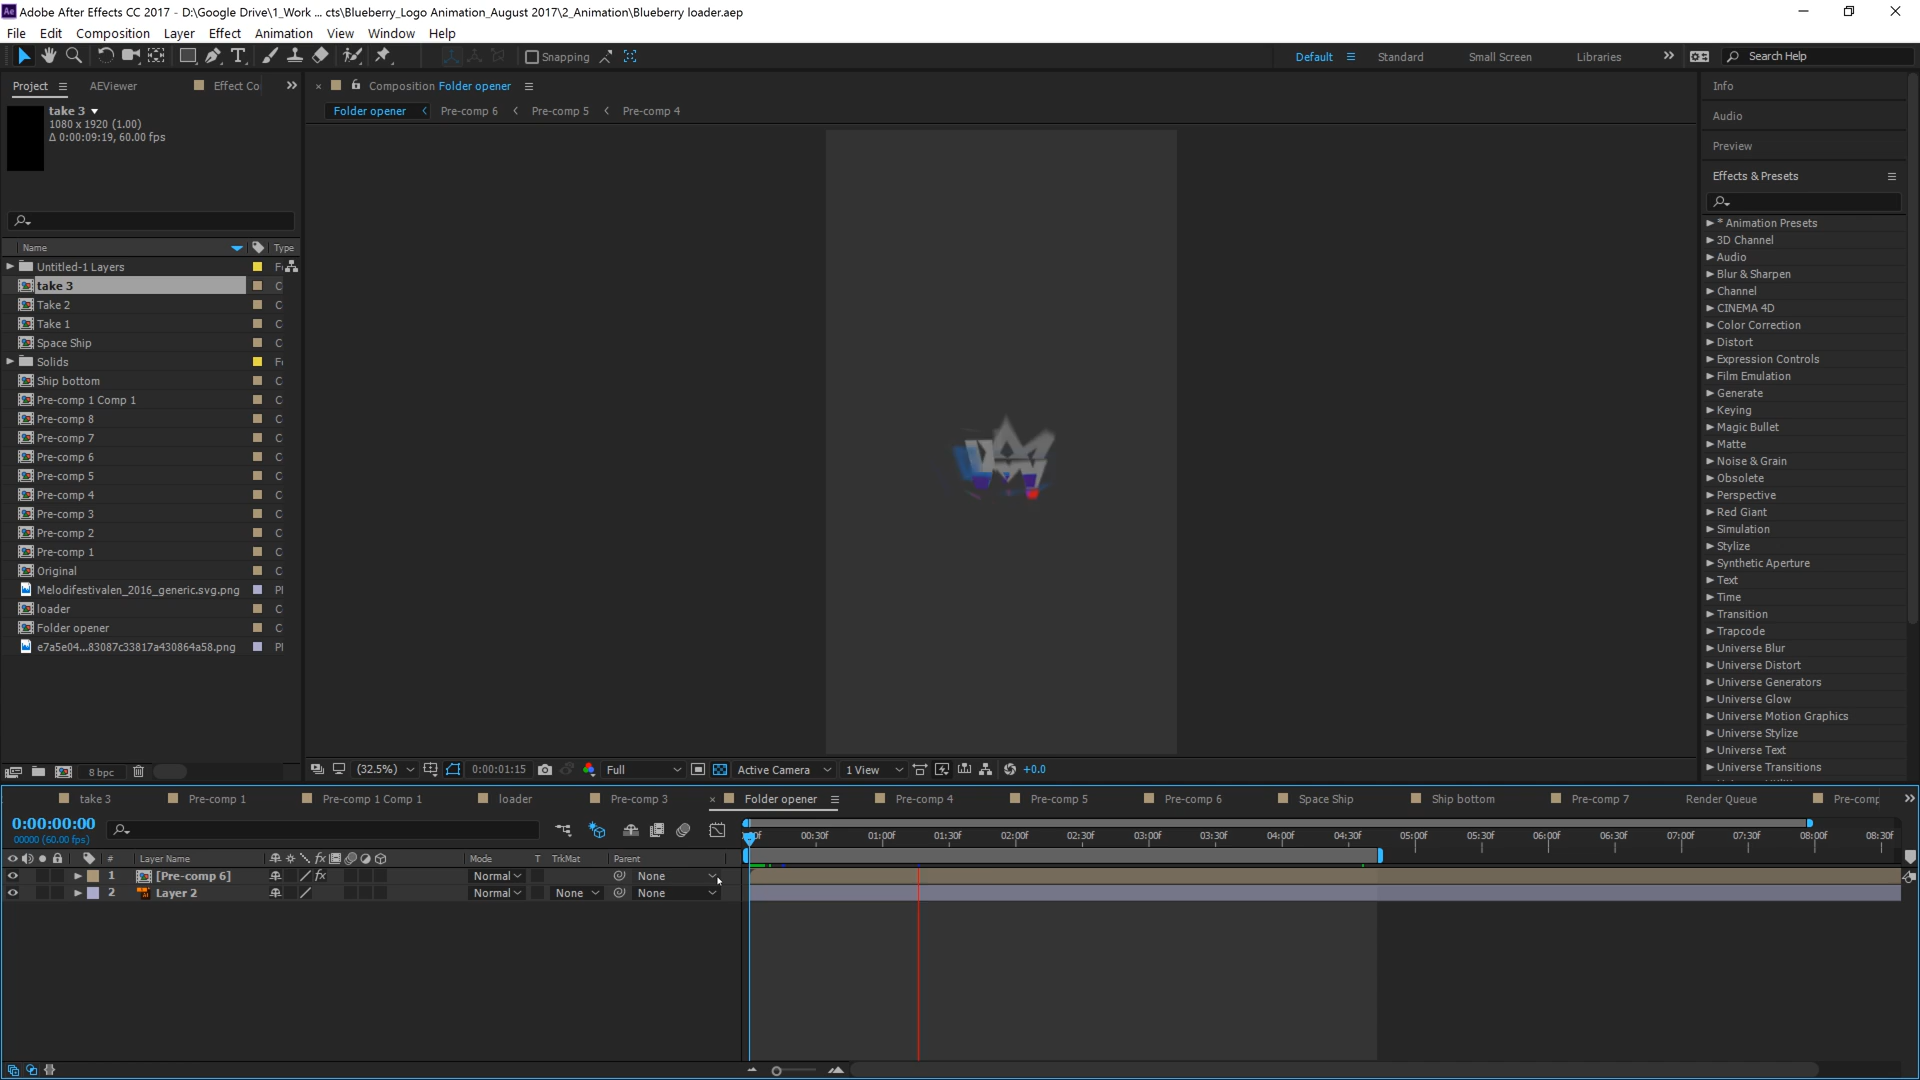 Adobe After Effects CC 2017 - D:\Google Drive\1_Work ... cts\Blueberry_Logo Animation_August 2017\2_Animation\Blueberry loader.aep
File Edit Composition Layer Effect Animation View Window Help
Snapping Default Standard Small Screen Libraries Search Help
Project AEViewer Effect Co
take 3
1080 x 1920 (1.00)
Δ 0:00:09:19, 60.00 fps
Name Type
Untitled-1 Layers
take 3 C
Take 2 C
Take 1 C
Space Ship C
Solids
Ship bottom C
Pre-comp 1 Comp 1 C
Pre-comp 8 C
Pre-comp 7 C
Pre-comp 6 C
Pre-comp 5 C
Pre-comp 4 C
Pre-comp 3 C
Pre-comp 2 C
Pre-comp 1 C
Original C
Melodifestivalen_2016_generic.svg.png
loader C
Folder opener C
e7a5e04...83087c33817a430864a58.png
8 bpc
Composition Folder opener
Folder opener Pre-comp 6 Pre-comp 5 Pre-comp 4
(32.5%) 0:00:01:15 Full Active Camera 1 View +0.0
Info
Audio
Preview
Effects & Presets
* Animation Presets
3D Channel
Audio
Blur & Sharpen
Channel
CINEMA 4D
Color Correction
Distort
Expression Controls
Film Emulation
Generate
Keying
Magic Bullet
Matte
Noise & Grain
Obsolete
Perspective
Red Giant
Simulation
Stylize
Synthetic Aperture
Text
Time
Transition
Trapcode
Universe Blur
Universe Distort
Universe Generators
Universe Glow
Universe Motion Graphics
Universe Stylize
Universe Text
Universe Transitions
take 3 Pre-comp 1 Pre-comp 1 Comp 1 loader Pre-comp 3 Folder opener Pre-comp 4 Pre-comp 5 Pre-comp 6 Space Ship Ship bottom Pre-comp 7 Render Queue Pre-comp
0:00:00:00
00000 (60.00 fps)
00:30f 01:00f 01:30f 02:00f 02:30f 03:00f 03:30f 04:00f 04:30f 05:00f 05:30f 06:00f 06:30f 07:00f 07:30f 08:00f 08:30f
# Layer Name fx Mode T TrkMat Parent
1 [Pre-comp 6] fx Normal None
2 Layer 2 Normal None None